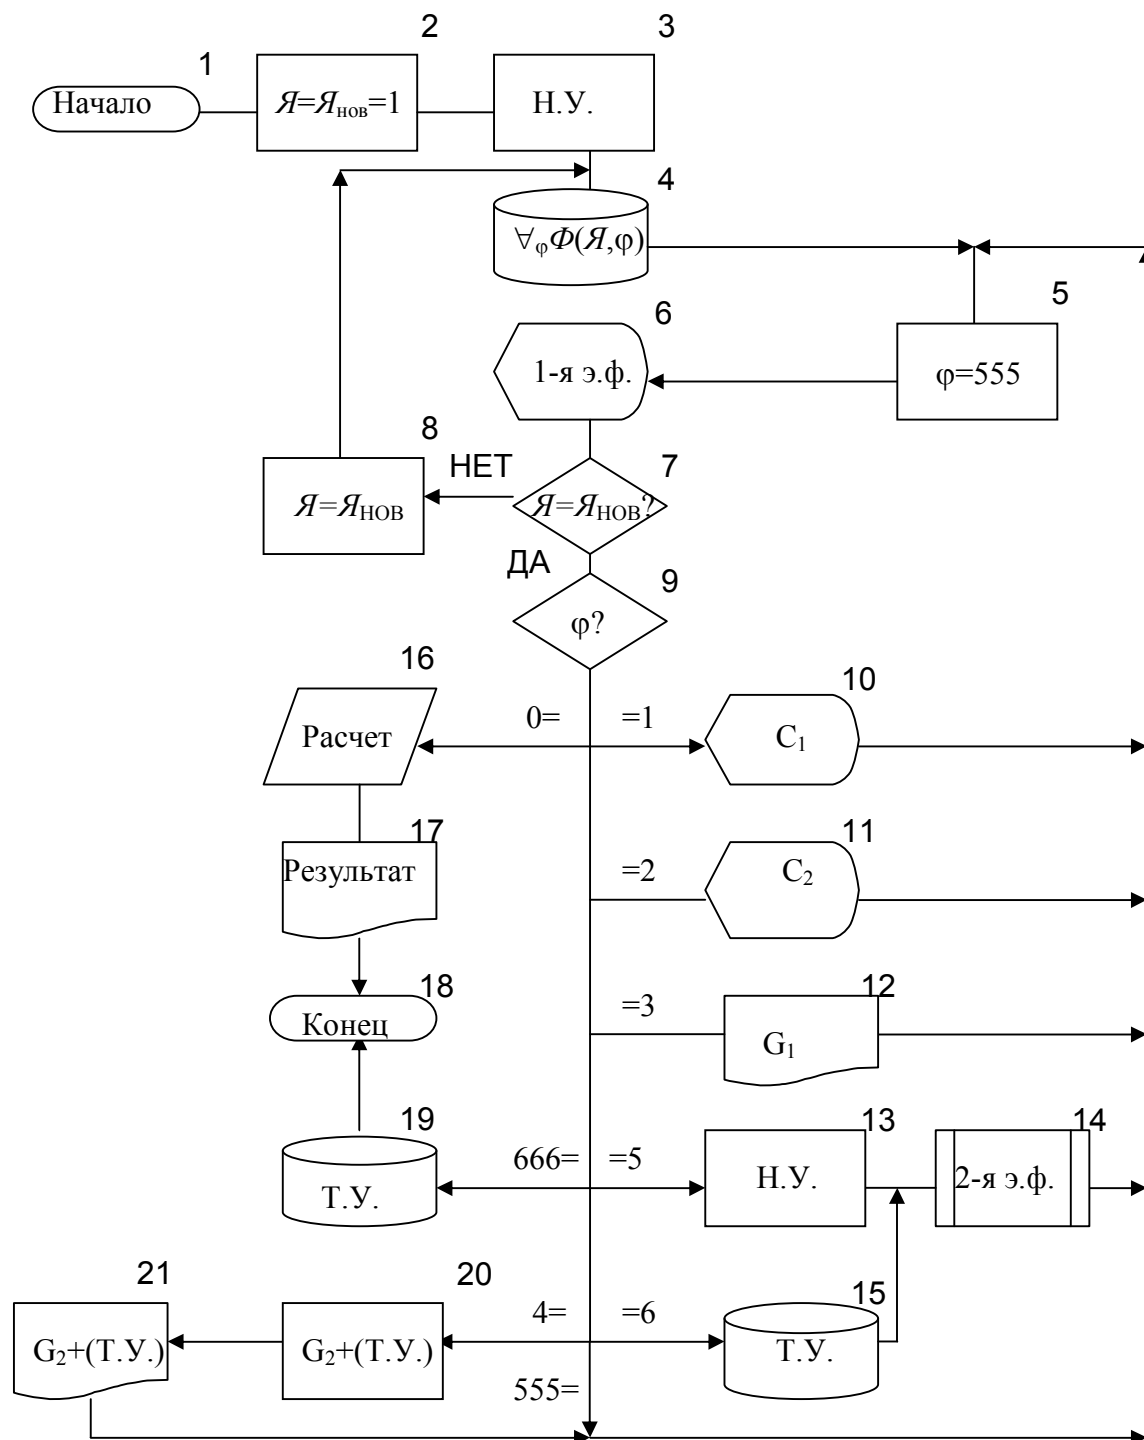 1
2
3
Начало
Я=Янов=1
Н.У.
4
∀φФ(Я,φ)
5
6
1-я э.ф.
φ=555
8
НЕТ
7
Я=ЯНОВ
Я=ЯНОВ?
ДА
9
φ?
16
10
0=
=1
Расчет
C1
17
11
Результат
=2
C2
18
12
=3
Конец
G1
19
13
14
666=
=5
Т.У.
Н.У.
2-я э.ф.
21
20
15
4=
=6
G2+(Т.У.)
G2+(Т.У.)
Т.У.
555=